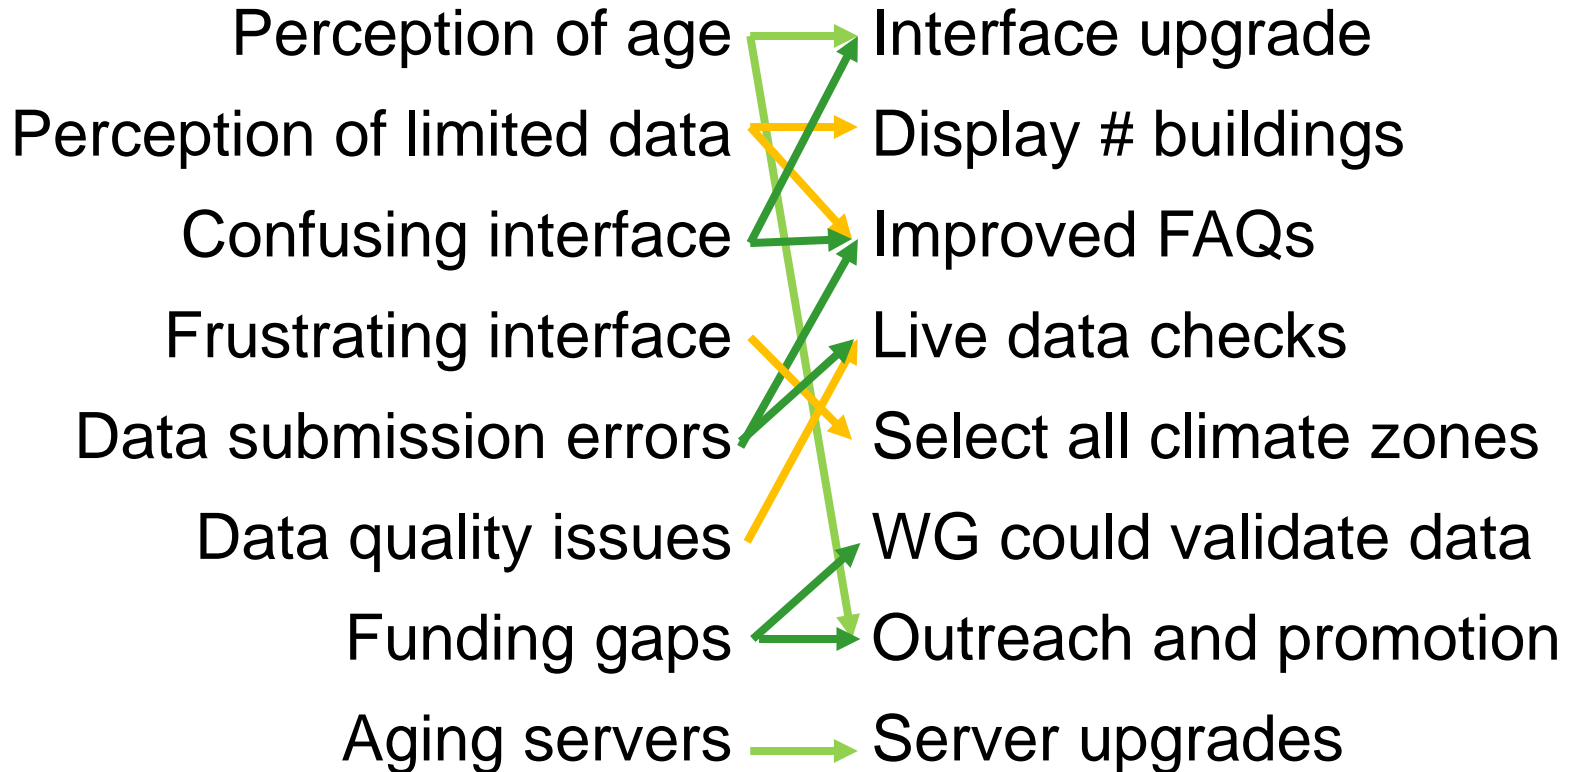 Perception of age Interface upgrade
Perception of limited data Display # buildings
Confusing interface Improved FAQs
Frustrating interface Live data checks
Data submission errors Select all climate zones
Data quality issues WG could validate data
Funding gaps Outreach and promotion
Aging servers Server upgrades